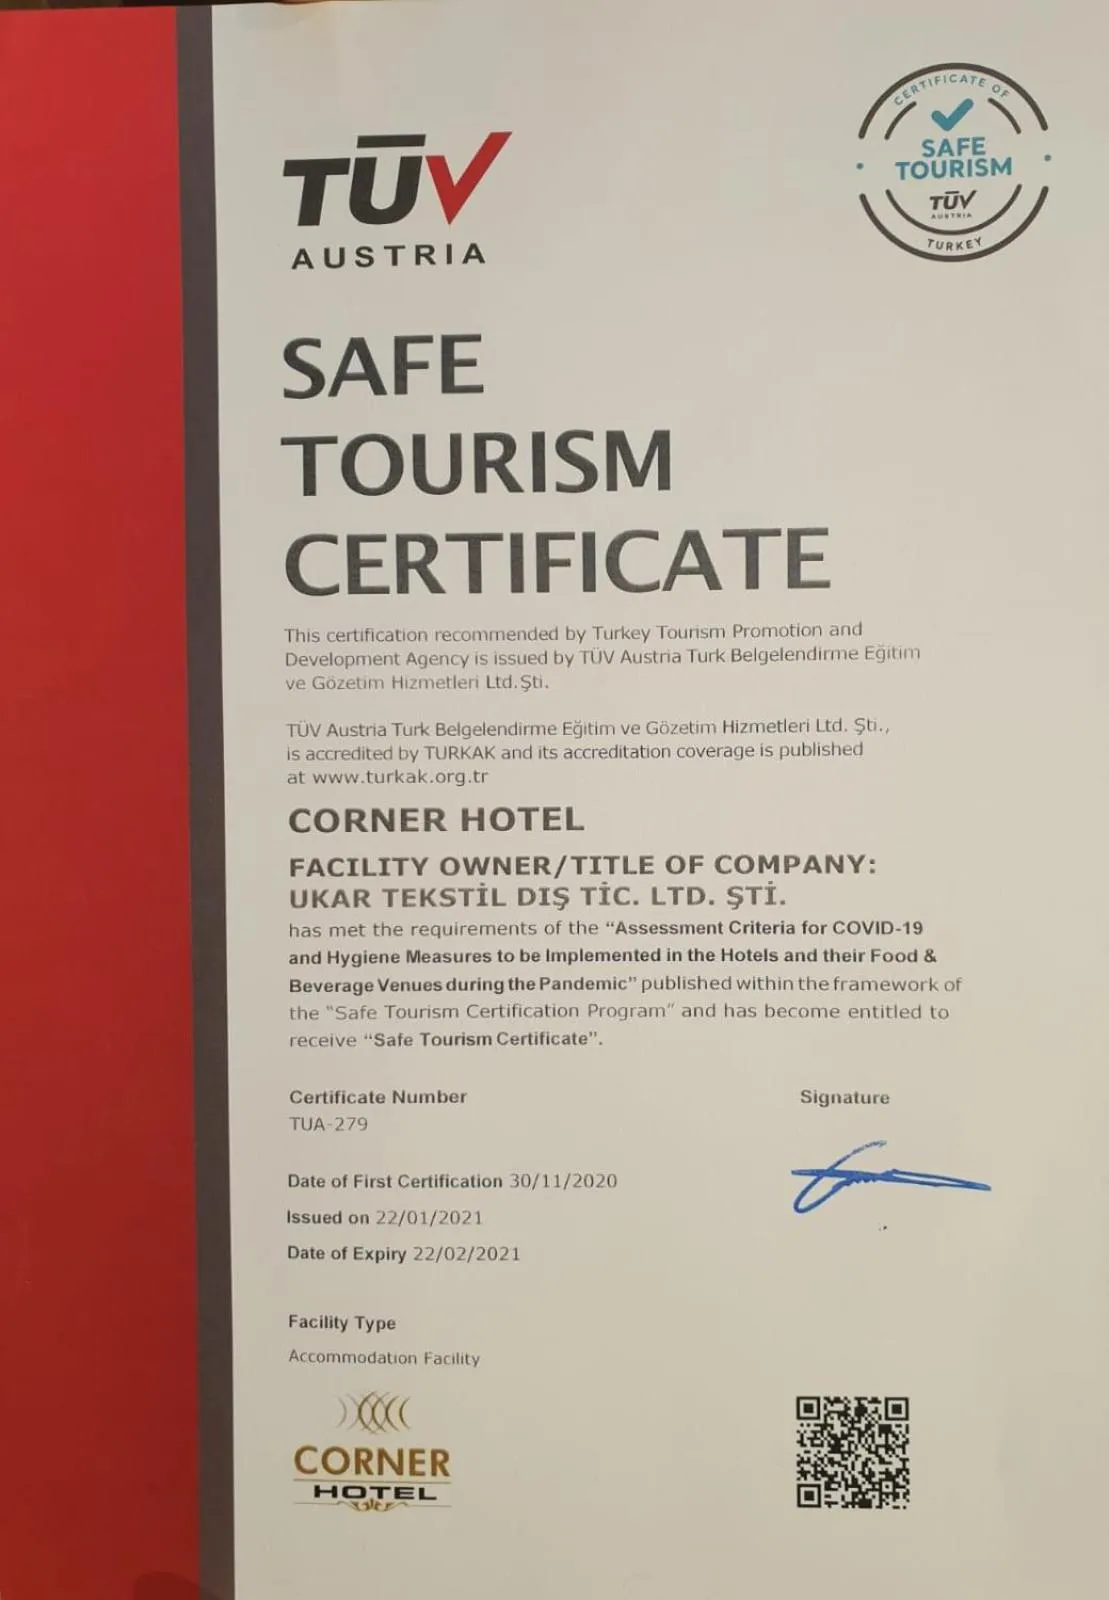 TÜV
AUSTRIA
CERTIFICATE OF
SAFE
TOURISM
TÜV
AUSTRIA
TURKEY
SAFE
TOURISM
CERTIFICATE
This certification recommended by Turkey Tourism Promotion and
Development Agency is issued by TÜV Austria Turk Belgelendirme Eğitim
ve Gözetim Hizmetleri Ltd.Şti.
TÜV Austria Turk Belgelendirme Eğitim ve Gözetim Hizmetleri Ltd. Şti.,
is accredited by TURKAK and its accreditation coverage is published
at www.turkak.org.tr
CORNER HOTEL
FACILITY OWNER/TITLE OF COMPANY:
UKAR TEKSTİL DIŞ TİC. LTD. ŞTİ.
has met the requirements of the “Assessment Criteria for COVID-19
and Hygiene Measures to be Implemented in the Hotels and their Food &
Beverage Venues during the Pandemic” published within the framework of
the “Safe Tourism Certification Program” and has become entitled to
receive “Safe Tourism Certificate”.
Certificate Number
TUA-279
Signature
Date of First Certification 30/11/2020
Issued on 22/01/2021
Date of Expiry 22/02/2021
Facility Type
Accommodation Facility
CORNER
HOTEL